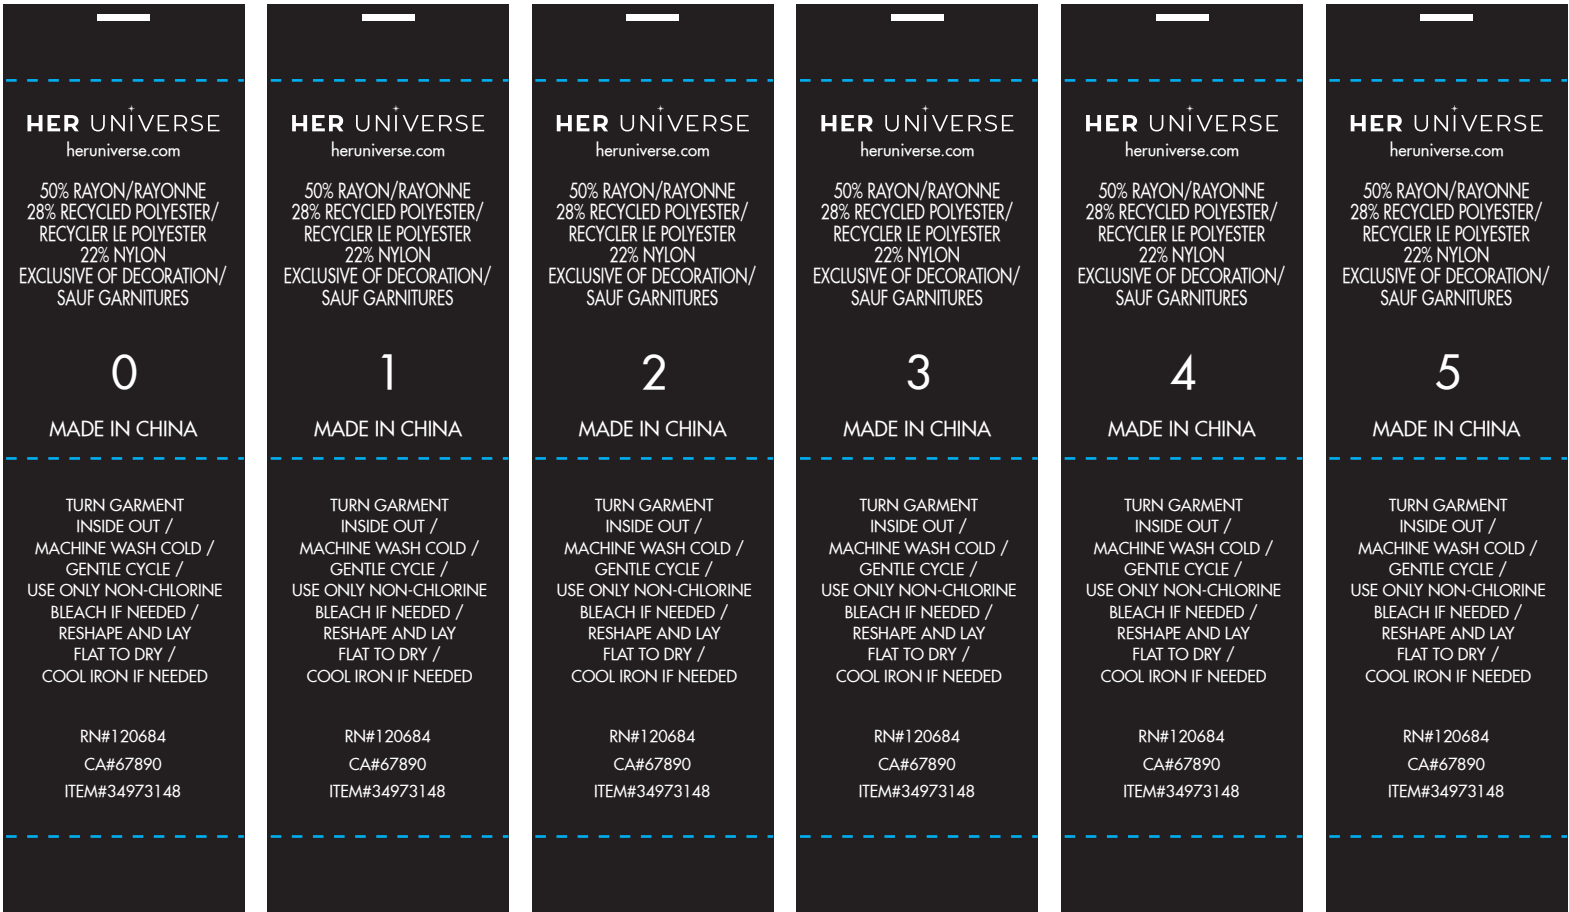 HER UNIVERSE
heruniverse.com
50% RAYON/RAYONNE
28% RECYCLED POLYESTER/
RECYCLER LE POLYESTER
22% NYLON
EXCLUSIVE OF DECORATION/
SAUF GARNITURES
0
MADE IN CHINA
TURN GARMENT
INSIDE OUT /
MACHINE WASH COLD /
GENTLE CYCLE /
USE ONLY NON-CHLORINE
BLEACH IF NEEDED /
RESHAPE AND LAY
FLAT TO DRY /
COOL IRON IF NEEDED
RN#120684
CA#67890
ITEM#34973148
HER UNIVERSE
heruniverse.com
50% RAYON/RAYONNE
28% RECYCLED POLYESTER/
RECYCLER LE POLYESTER
22% NYLON
EXCLUSIVE OF DECORATION/
SAUF GARNITURES
1
MADE IN CHINA
TURN GARMENT
INSIDE OUT /
MACHINE WASH COLD /
GENTLE CYCLE /
USE ONLY NON-CHLORINE
BLEACH IF NEEDED /
RESHAPE AND LAY
FLAT TO DRY /
COOL IRON IF NEEDED
RN#120684
CA#67890
ITEM#34973148
HER UNIVERSE
heruniverse.com
50% RAYON/RAYONNE
28% RECYCLED POLYESTER/
RECYCLER LE POLYESTER
22% NYLON
EXCLUSIVE OF DECORATION/
SAUF GARNITURES
2
MADE IN CHINA
TURN GARMENT
INSIDE OUT /
MACHINE WASH COLD /
GENTLE CYCLE /
USE ONLY NON-CHLORINE
BLEACH IF NEEDED /
RESHAPE AND LAY
FLAT TO DRY /
COOL IRON IF NEEDED
RN#120684
CA#67890
ITEM#34973148
HER UNIVERSE
heruniverse.com
50% RAYON/RAYONNE
28% RECYCLED POLYESTER/
RECYCLER LE POLYESTER
22% NYLON
EXCLUSIVE OF DECORATION/
SAUF GARNITURES
3
MADE IN CHINA
TURN GARMENT
INSIDE OUT /
MACHINE WASH COLD /
GENTLE CYCLE /
USE ONLY NON-CHLORINE
BLEACH IF NEEDED /
RESHAPE AND LAY
FLAT TO DRY /
COOL IRON IF NEEDED
RN#120684
CA#67890
ITEM#34973148
HER UNIVERSE
heruniverse.com
50% RAYON/RAYONNE
28% RECYCLED POLYESTER/
RECYCLER LE POLYESTER
22% NYLON
EXCLUSIVE OF DECORATION/
SAUF GARNITURES
4
MADE IN CHINA
TURN GARMENT
INSIDE OUT /
MACHINE WASH COLD /
GENTLE CYCLE /
USE ONLY NON-CHLORINE
BLEACH IF NEEDED /
RESHAPE AND LAY
FLAT TO DRY /
COOL IRON IF NEEDED
RN#120684
CA#67890
ITEM#34973148
HER UNIVERSE
heruniverse.com
50% RAYON/RAYONNE
28% RECYCLED POLYESTER/
RECYCLER LE POLYESTER
22% NYLON
EXCLUSIVE OF DECORATION/
SAUF GARNITURES
5
MADE IN CHINA
TURN GARMENT
INSIDE OUT /
MACHINE WASH COLD /
GENTLE CYCLE /
USE ONLY NON-CHLORINE
BLEACH IF NEEDED /
RESHAPE AND LAY
FLAT TO DRY /
COOL IRON IF NEEDED
RN#120684
CA#67890
ITEM#34973148